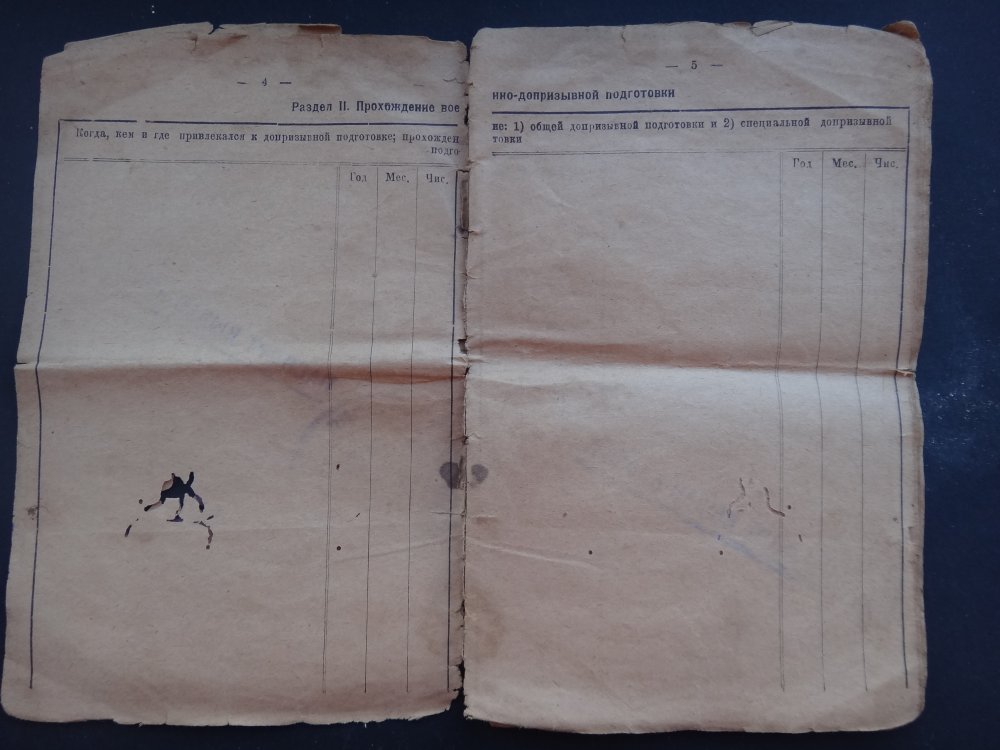 — 4 —
Раздел II. Прохождение вое
Когда, кем и где привлекался к допризывной подготовке; прохожден
подго
Год Мес. Чис.
— 5 —
нно-допризывной подготовки
ие: 1) общей допризывной подготовки и 2) специальной допризывной
товки
Год Мес. Чис.